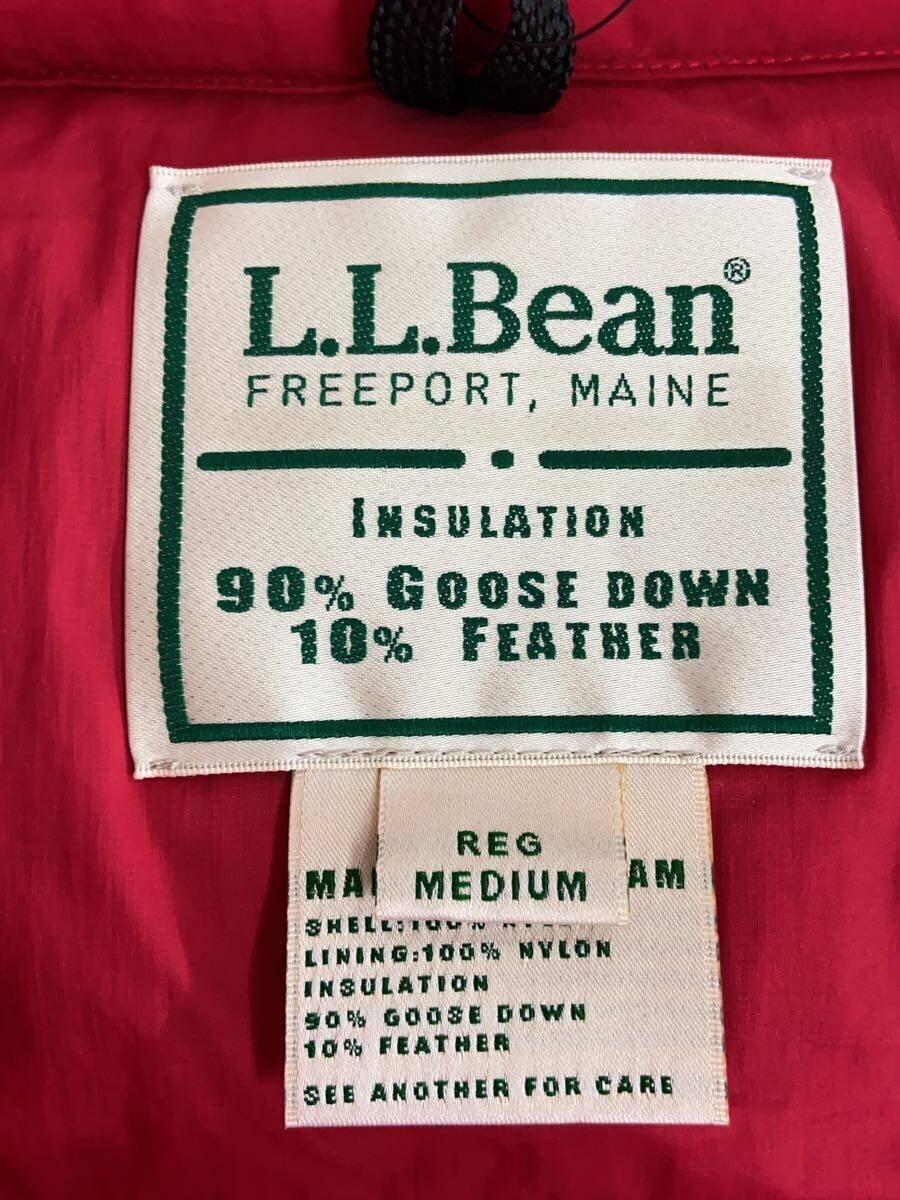 L.L.Bean®
FREEPORT, MAINE
INSULATION
90% GOOSE DOWN
10% FEATHER
REG
MEDIUM
LINING:100% NYLON
INSULATION
90% GOOSE DOWN
10% FEATHER
SEE ANOTHER FOR CARE